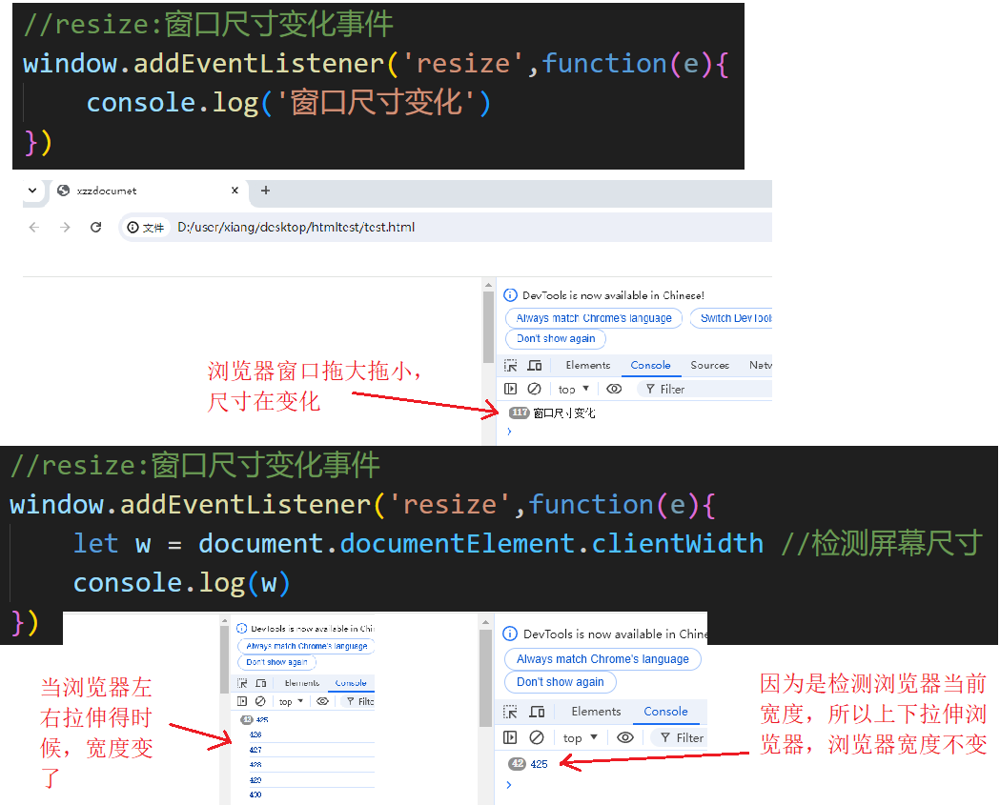 //resize:窗口尺寸变化事件
window.addEventListener('resize',function(e){
console.log('窗口尺寸变化')
})
xzzdocumet
文件 D:/user/xiang/desktop/htmltest/test.html
DevTools is now available in Chinese!
Always match Chrome's language Switch DevTools
Don't show again
Elements Console Sources Netw
top Filter
浏览器窗口拖大拖小，
尺寸在变化
117 窗口尺寸变化
//resize:窗口尺寸变化事件
window.addEventListener('resize',function(e){
let w = document.documentElement.clientWidth //检测屏幕尺寸
console.log(w)
})
DevTools is now available in Chin
Always match Chrome's language
Don't show again
Elements Console
top Filte
43 425
426
427
428
429
430
当浏览器左
右拉伸得时
候，宽度变
了
DevTools is now available in Chine
Always match Chrome's language
Don't show again
Elements Console
top Filter
42 425
因为是检测浏览器当前
宽度，所以上下拉伸浏
览器，浏览器宽度不变